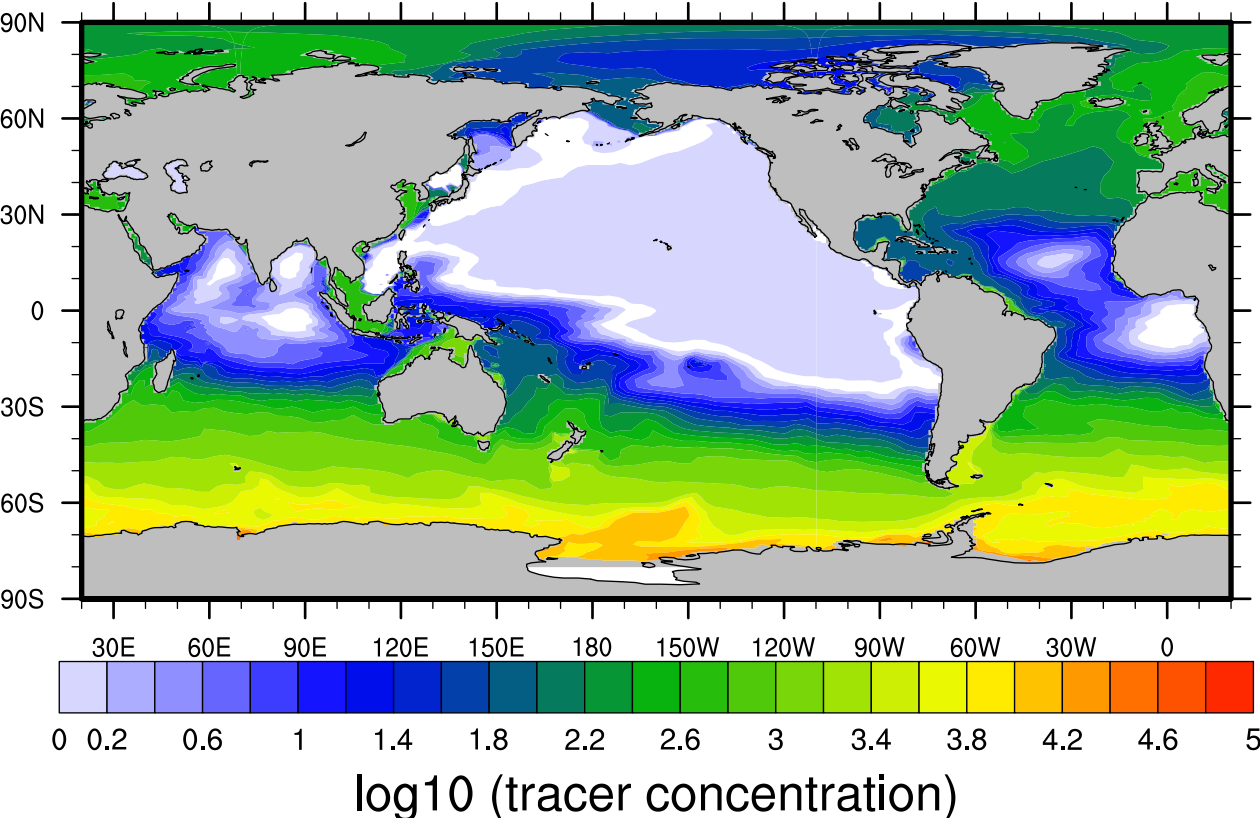 90N
60N
30N
0
30S
60S
90S
30E 60E 90E 120E 150E 180 150W 120W 90W 60W 30W 0
0 0.2 0.6 1 1.4 1.8 2.2 2.6 3 3.4 3.8 4.2 4.6 5
log10 (tracer concentration)